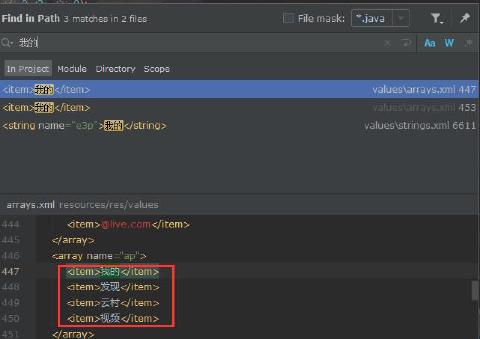 Find in Path 3 matches in 2 files
File mask: *.java
我的
Aa W .*
In Project Module Directory Scope
<item>我的</item> values\arrays.xml 447
<item>我的</item> values\arrays.xml 453
<string name="e3p">我的</string> values\strings.xml 6611
arrays.xml resources/res/values
444 <item>@live.com</item>
445 </array>
446 <array name="ap">
447 <item>我的</item>
448 <item>发现</item>
449 <item>云村</item>
450 <item>视频</item>
451 </array>